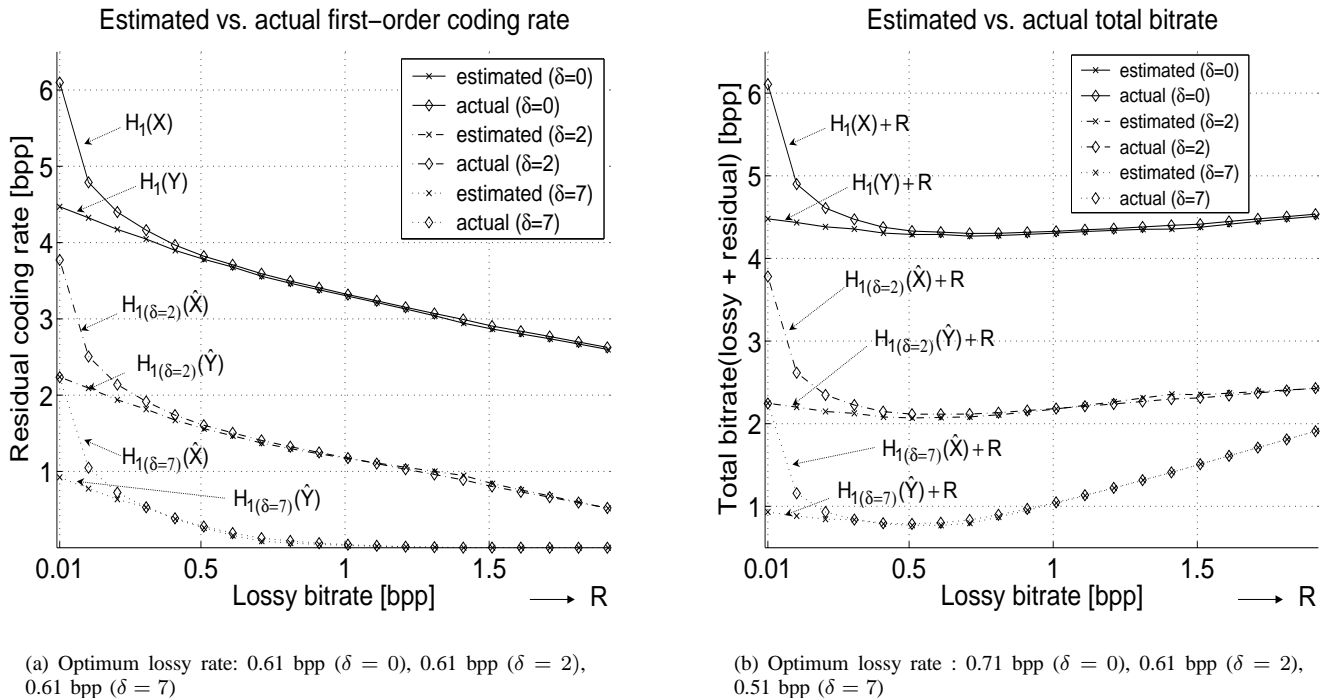 Estimated vs. actual first−order coding rate
Residual coding rate [bpp]
6
5
4
3
2
1
0.01 0.5 1 1.5
Lossy bitrate [bpp] R
estimated (δ=0)
actual (δ=0)
estimated (δ=2)
actual (δ=2)
estimated (δ=7)
actual (δ=7)
H1(X)
H1(Y)
H1(δ=2)(X̂)
H1(δ=2)(Ŷ)
H1(δ=7)(X̂)
H1(δ=7)(Ŷ)
(a) Optimum lossy rate: 0.61 bpp (δ = 0), 0.61 bpp (δ = 2),
0.61 bpp (δ = 7)
Estimated vs. actual total bitrate
Total bitrate(lossy + residual) [bpp]
6
5
4
3
2
1
0.01 0.5 1 1.5
Lossy bitrate [bpp] R
estimated (δ=0)
actual (δ=0)
estimated (δ=2)
actual (δ=2)
estimated (δ=7)
actual (δ=7)
H1(X)+R
H1(Y)+R
H1(δ=2)(X̂)+R
H1(δ=2)(Ŷ)+R
H1(δ=7)(X̂)+R
H1(δ=7)(Ŷ)+R
(b) Optimum lossy rate : 0.71 bpp (δ = 0), 0.61 bpp (δ = 2),
0.51 bpp (δ = 7)